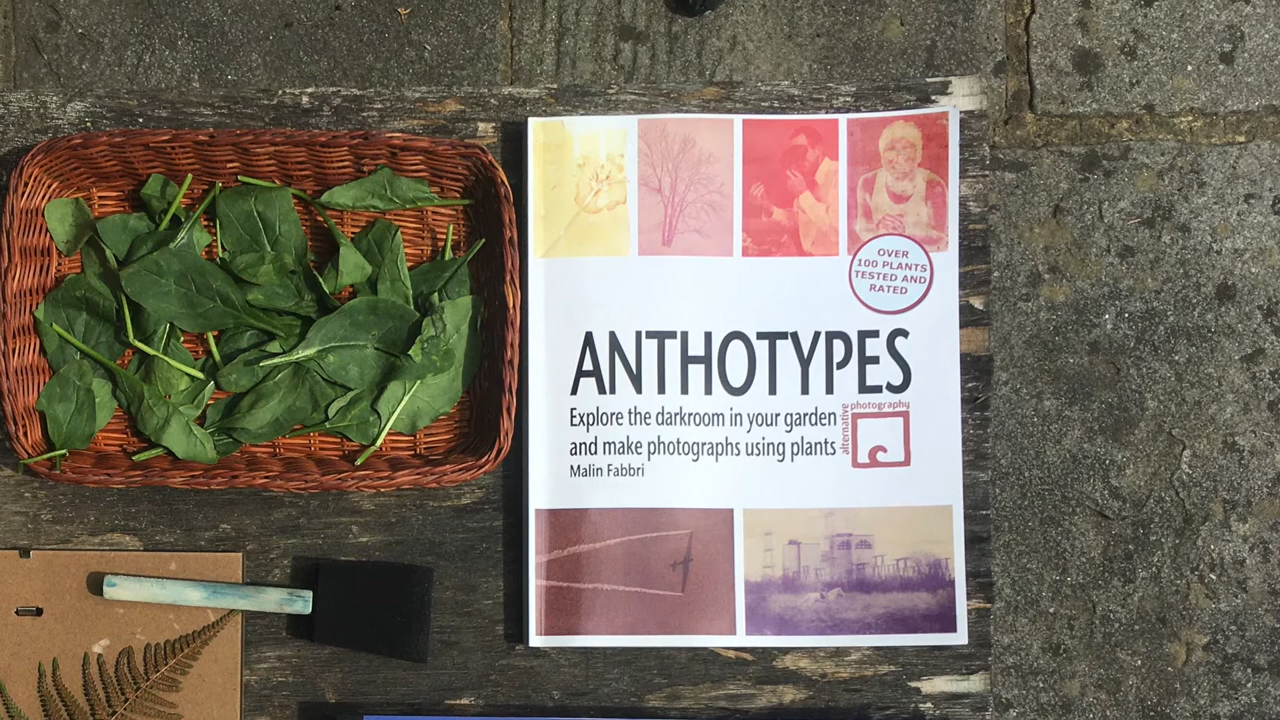 OVER
100 PLANTS
TESTED AND
RATED
ANTHOTYPES
Explore the darkroom in your garden
and make photographs using plants
Malin Fabbri
alternative
photography